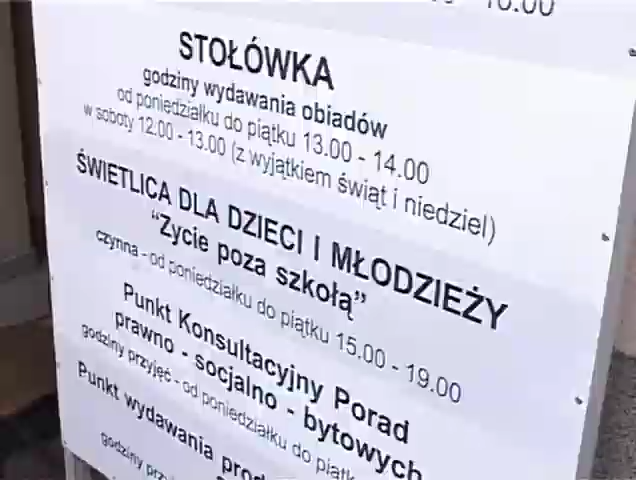 10.00
STOŁÓWKA
godziny wydawania obiadów
od poniedziałku do piątku 13.00 - 14.00
w soboty 12.00 - 13.00 (z wyjątkiem świąt i niedziel)
ŚWIETLICA DLA DZIECI I MŁODZIEŻY
“Życie poza szkołą”
czynna - od poniedziałku do piątku 15.00 - 19.00
Punkt Konsultacyjny Porad
prawno - socjalno - bytowych
godziny przyjęć - od poniedziałku do
Punkt wydawania
godziny